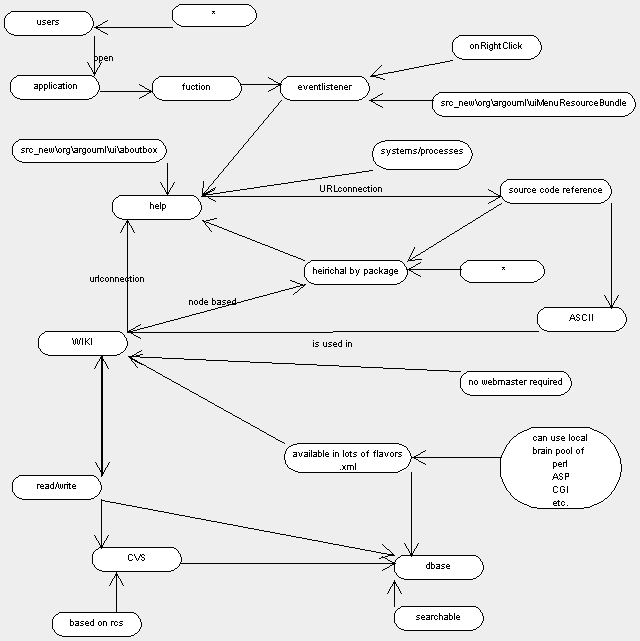 users
*
open
onRightClick
application
fuction
eventlistener
src_new\org\argouml\uiMenuResourceBundle
src_new\org\argouml\ui\aboutbox
systems/processes
URLconnection
source code reference
help
heirichal by package
*
urlconnection
node based
ASCII
is used in
WIKI
no webmaster required
can use local
brain pool of
perl
ASP
CGI
etc.
available in lots of flavors
.xml
read/write
CVS
dbase
based on rcs
searchable